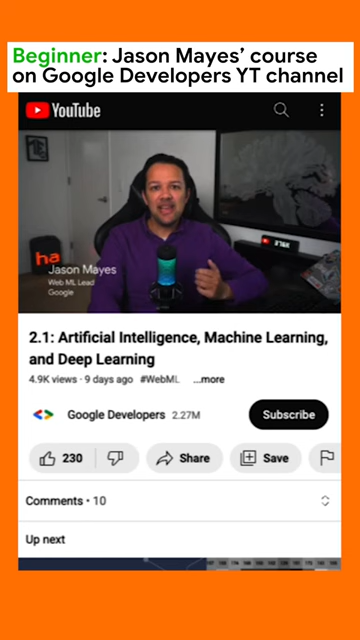 Beginner: Jason Mayes' course
on Google Developers YT channel
YouTube
ha
Jason Mayes
Web ML Lead
Google
2.1: Artificial Intelligence, Machine Learning,
and Deep Learning
4.9K views · 9 days ago #WebML ...more
Google Developers 2.27M
Subscribe
230
Share
Save
Comments · 10
Up next